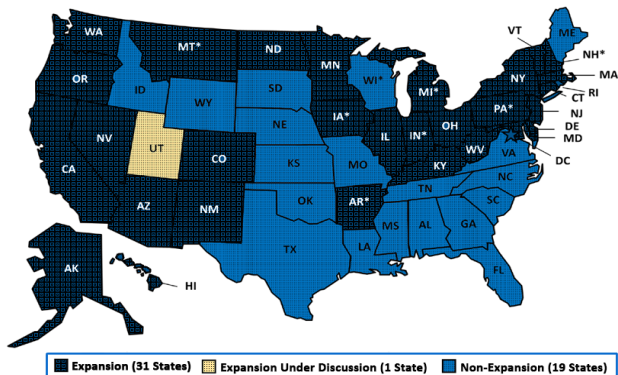 WA
MT*
ND
MN
VT
ME
NH*
OR
ID
WY
SD
WI*
MI*
NY
MA
RI
CT
NV
UT
CO
NE
IA*
IL
IN*
OH
PA*
NJ
DE
MD
DC
CA
KS
MO
KY
WV
VA
AZ
NM
OK
AR*
TN
NC
SC
TX
LA
MS
AL
GA
FL
AK
HI
Expansion (31 States)
Expansion Under Discussion (1 State)
Non-Expansion (19 States)